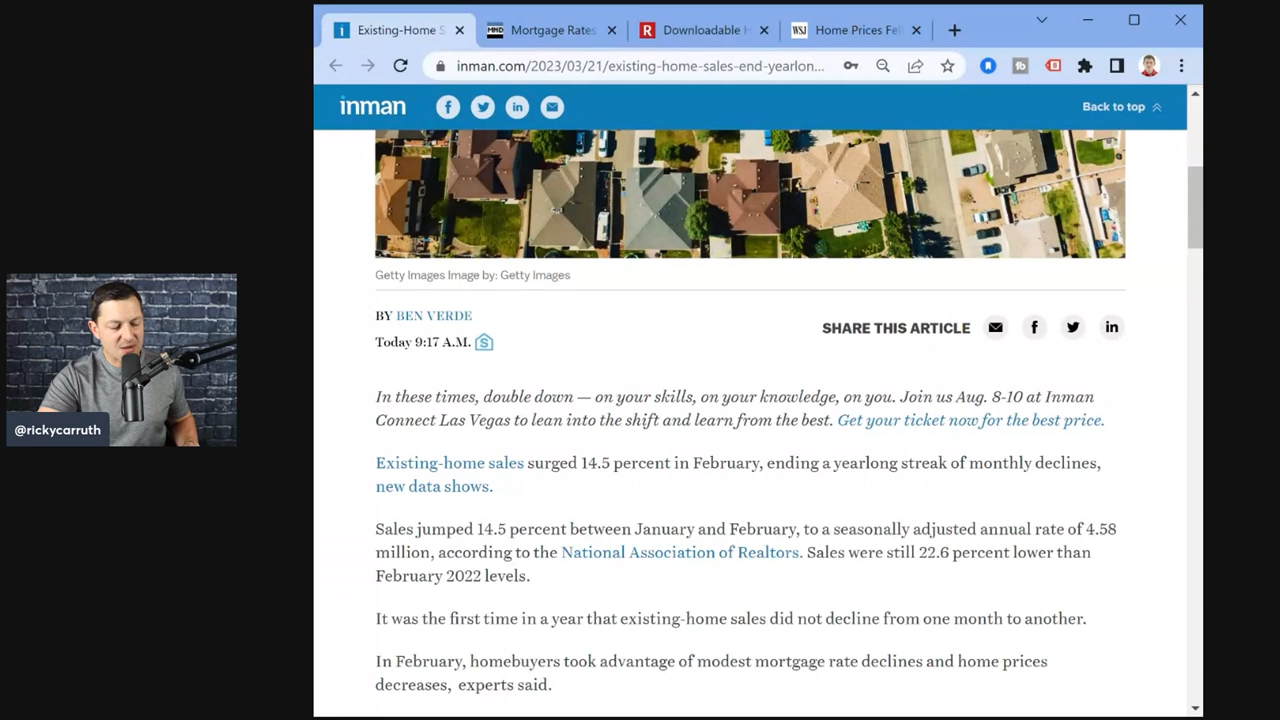 Existing-Home S
Mortgage Rates
Downloadable
WSJ
Home Prices Fel
inman.com/2023/03/21/existing-home-sales-end-yearlon...
inman
Back to top
Getty Images Image by: Getty Images
BY BEN VERDE
SHARE THIS ARTICLE
Today 9:17 A.M.
In these times, double down — on your skills, on your knowledge, on you. Join us Aug. 8-10 at Inman
Connect Las Vegas to lean into the shift and learn from the best. Get your ticket now for the best price.
@rickycarruth
Existing-home sales surged 14.5 percent in February, ending a yearlong streak of monthly declines,
new data shows.
Sales jumped 14.5 percent between January and February, to a seasonally adjusted annual rate of 4.58
million, according to the National Association of Realtors. Sales were still 22.6 percent lower than
February 2022 levels.
It was the first time in a year that existing-home sales did not decline from one month to another.
In February, homebuyers took advantage of modest mortgage rate declines and home prices
decreases, experts said.